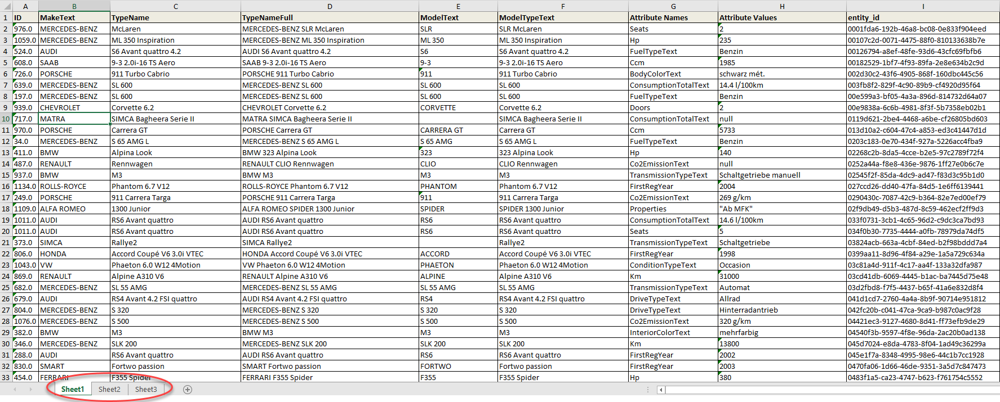 A B C D E F G H I
1 ID MakeText TypeName TypeNameFull ModelText ModelTypeText Attribute Names Attribute Values entity_id
2 976.0 MERCEDES-BENZ McLaren MERCEDES-BENZ SLR McLaren SLR SLR McLaren Seats 2 0001fda6-192b-46a8-bc08-0e833f904eed
3 1059.0 MERCEDES-BENZ ML 350 Inspiration MERCEDES-BENZ ML 350 Inspiration ML 350 ML 350 Inspiration Hp 235 00107c2d-0071-4475-88f0-810133638b7e
4 524.0 AUDI S6 Avant quattro 4.2 AUDI S6 Avant quattro 4.2 S6 S6 Avant quattro 4.2 FuelTypeText Benzin 00126794-a8ef-48fe-93d6-43cfc69fbfb6
5 608.0 SAAB 9-3 2.0i-16 TS Aero SAAB 9-3 2.0i-16 TS Aero 9-3 9-3 2.0i-16 TS Aero Ccm 1985 00182529-1bf7-4f93-89fa-2e8e634b2c9d
6 726.0 PORSCHE 911 Turbo Cabrio PORSCHE 911 Turbo Cabrio 911 911 Turbo Cabrio BodyColorText schwarz mét. 002d30c2-43f6-4905-868f-160dbc445c56
7 639.0 MERCEDES-BENZ SL 600 MERCEDES-BENZ SL 600 SL 600 SL 600 ConsumptionTotalText 14.4 l/100km 003fb8f2-829f-4c90-89b9-cf4920d95f64
8 197.0 MERCEDES-BENZ SL 600 MERCEDES-BENZ SL 600 SL 600 SL 600 FuelTypeText Benzin 00e599a3-bf05-4a3a-896d-814732d64a07
9 939.0 CHEVROLET Corvette 6.2 CHEVROLET Corvette 6.2 CORVETTE Corvette 6.2 Doors 2 00e9838a-6c6b-4981-8f3f-5b7358eb02b1
10 717.0 MATRA SIMCA Bagheera Serie II MATRA SIMCA Bagheera Serie II SIMCA Bagheera Serie II ConsumptionTotalText null 0119d621-2be4-4468-a6be-cf26805bd603
11 970.0 PORSCHE Carrera GT PORSCHE Carrera GT CARRERA GT Carrera GT Ccm 5733 013d10a2-c604-47c4-a853-ed3c41447d1d
12 34.0 MERCEDES-BENZ S 65 AMG L MERCEDES-BENZ S 65 AMG L S 65 AMG S 65 AMG L FuelTypeText Benzin 0203c183-0e70-434f-927a-5226acc4fba9
13 411.0 BMW Alpina Look BMW 323 Alpina Look 323 323 Alpina Look Hp 140 02268c2b-8da5-4cce-b2e5-97c2789f72f4
14 487.0 RENAULT Rennwagen RENAULT CLIO Rennwagen CLIO CLIO Rennwagen Co2EmissionText null 0252a44a-f8e8-436e-9876-1ff27e0b6c7e
15 937.0 BMW M3 BMW M3 M3 M3 TransmissionTypeText Schaltgetriebe manuell 02545f2f-85da-4dc9-ad47-f83d3c95b1d0
16 1134.0 ROLLS-ROYCE Phantom 6.7 V12 ROLLS-ROYCE Phantom 6.7 V12 PHANTOM Phantom 6.7 V12 FirstRegYear 2004 027ccd26-dd40-47fa-84d5-1e6ff6139441
17 249.0 PORSCHE 911 Carrera Targa PORSCHE 911 Carrera Targa 911 911 Carrera Targa Co2EmissionText 269 g/km 0290430c-7087-42c9-b364-82e7ed00ef79
18 1109.0 ALFA ROMEO 1300 Junior ALFA ROMEO SPIDER 1300 Junior SPIDER SPIDER 1300 Junior Properties "Ab MFK" 02f9db49-d5b3-487d-8c59-462ecf2ff9d3
19 1011.0 AUDI RS6 Avant quattro AUDI RS6 Avant quattro RS6 RS6 Avant quattro ConsumptionTotalText 14.6 l/100km 033f0731-3cb1-4c65-96d2-c9dc3ca7bd93
20 1011.0 AUDI RS6 Avant quattro AUDI RS6 Avant quattro RS6 RS6 Avant quattro Seats 5 034f0b30-7735-4444-a0fb-78979da74df5
21 373.0 SIMCA Rallye2 SIMCA Rallye2 Rallye2 TransmissionTypeText Schaltgetriebe 03824acb-663a-4cbf-84ed-b2f98bddd7a4
22 806.0 HONDA Accord Coupé V6 3.0i VTEC HONDA Accord Coupé V6 3.0i VTEC ACCORD Accord Coupé V6 3.0i VTEC FirstRegYear 1998 0399aa11-8d96-4f84-a29e-1a5a729c634a
23 1043.0 VW Phaeton 6.0 W12 4Motion VW Phaeton 6.0 W12 4Motion PHAETON Phaeton 6.0 W12 4Motion ConditionTypeText Occasion 03c81a4d-911f-4c17-aa4f-133a32dfa987
24 869.0 RENAULT Alpine A310 V6 RENAULT Alpine A310 V6 ALPINE Alpine A310 V6 Km 31000 03cd41db-6069-4445-b1ac-ba7445d75e48
25 682.0 MERCEDES-BENZ SL 55 AMG MERCEDES-BENZ SL 55 AMG SL 55 AMG SL 55 AMG TransmissionTypeText Automat 03d2fbd8-f7f5-4437-b65f-41a6e832d8f4
26 679.0 AUDI RS4 Avant 4.2 FSI quattro AUDI RS4 Avant 4.2 FSI quattro RS4 RS4 Avant 4.2 FSI quattro DriveTypeText Allrad 041d1cd7-2760-4a4a-8b9f-90714e951812
27 804.0 MERCEDES-BENZ S 320 MERCEDES-BENZ S 320 S 320 S 320 DriveTypeText Hinterradantrieb 042fc20b-c041-47ca-9ca9-b987c0ac9f28
28 1076.0 MERCEDES-BENZ S 500 MERCEDES-BENZ S 500 S 500 S 500 Co2EmissionText 320 g/km 04421ec3-9127-4680-8d41-ff73efb9de29
29 382.0 BMW M3 BMW M3 M3 M3 InteriorColorText mehrfarbig 04540f3b-9597-4f8e-96da-2ac20b0ad138
30 346.0 MERCEDES-BENZ SLK 200 MERCEDES-BENZ SLK 200 SLK 200 SLK 200 Km 13800 045d7024-e8da-4783-8f04-1ad49c36299a
31 288.0 AUDI RS6 Avant quattro AUDI RS6 Avant quattro RS6 RS6 Avant quattro FirstRegYear 2002 045e1f7a-8348-4995-98e6-44c1b7cc1928
32 830.0 SMART Fortwo passion SMART Fortwo passion FORTWO Fortwo passion FirstRegYear 2003 0470fa06-1d66-46de-9351-3a5d7c847473
33 454.0 FERRARI F355 Spider FERRARI F355 Spider F355 F355 Spider Hp 380 0483f1a5-ca23-4747-b623-f761754c5552
Sheet1 Sheet2 Sheet3